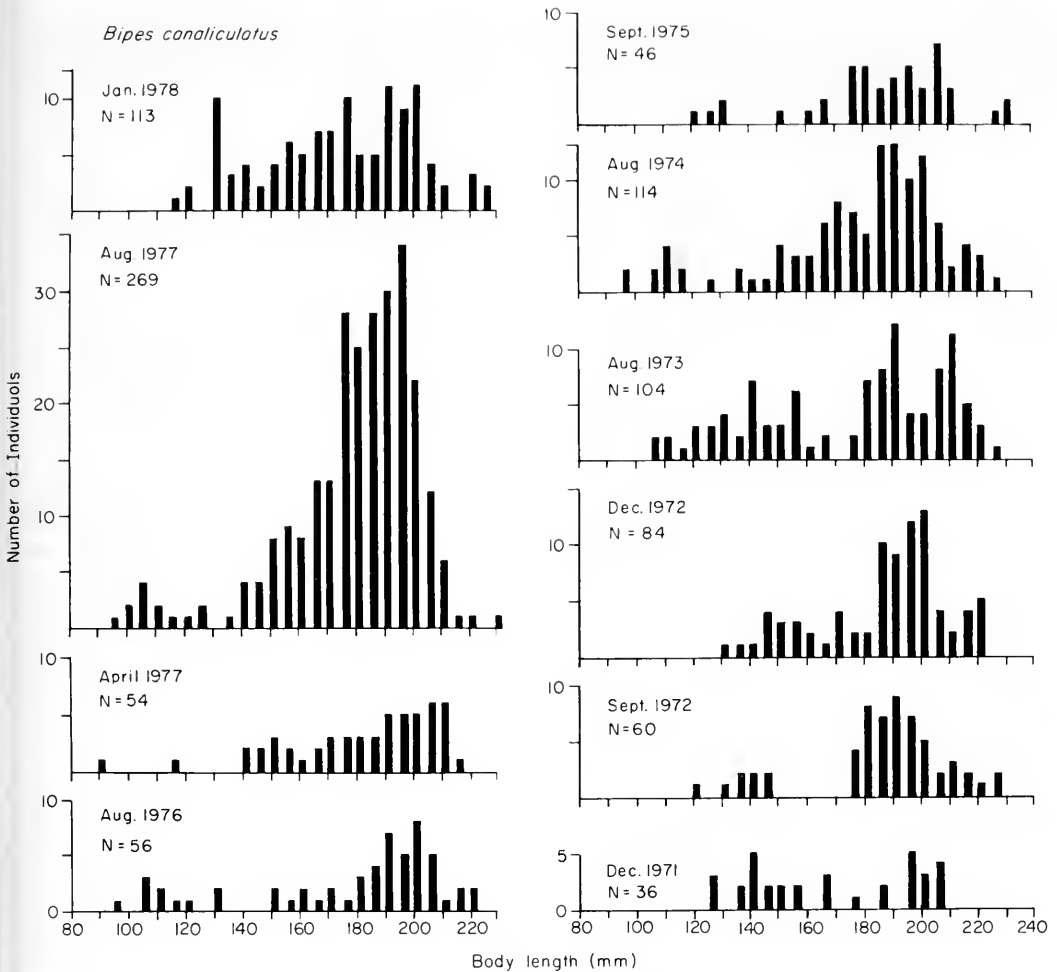 Bipes canaliculatus
Jan. 1978
N = 113
10
Aug. 1977
N = 269
30
20
10
Number of Individuals
10
April 1977
N = 54
10
Aug. 1976
N = 56
0
80 100 120 140 160 180 200 220
10
Sept. 1975
N = 46
Aug 1974
10
N = 114
Aug. 1973
10
N = 104
Dec. 1972
10
N = 84
10
Sept. 1972
N = 60
5
Dec. 1971
N = 36
0
80 100 120 140 160 180 200 220 240
Body length (mm)